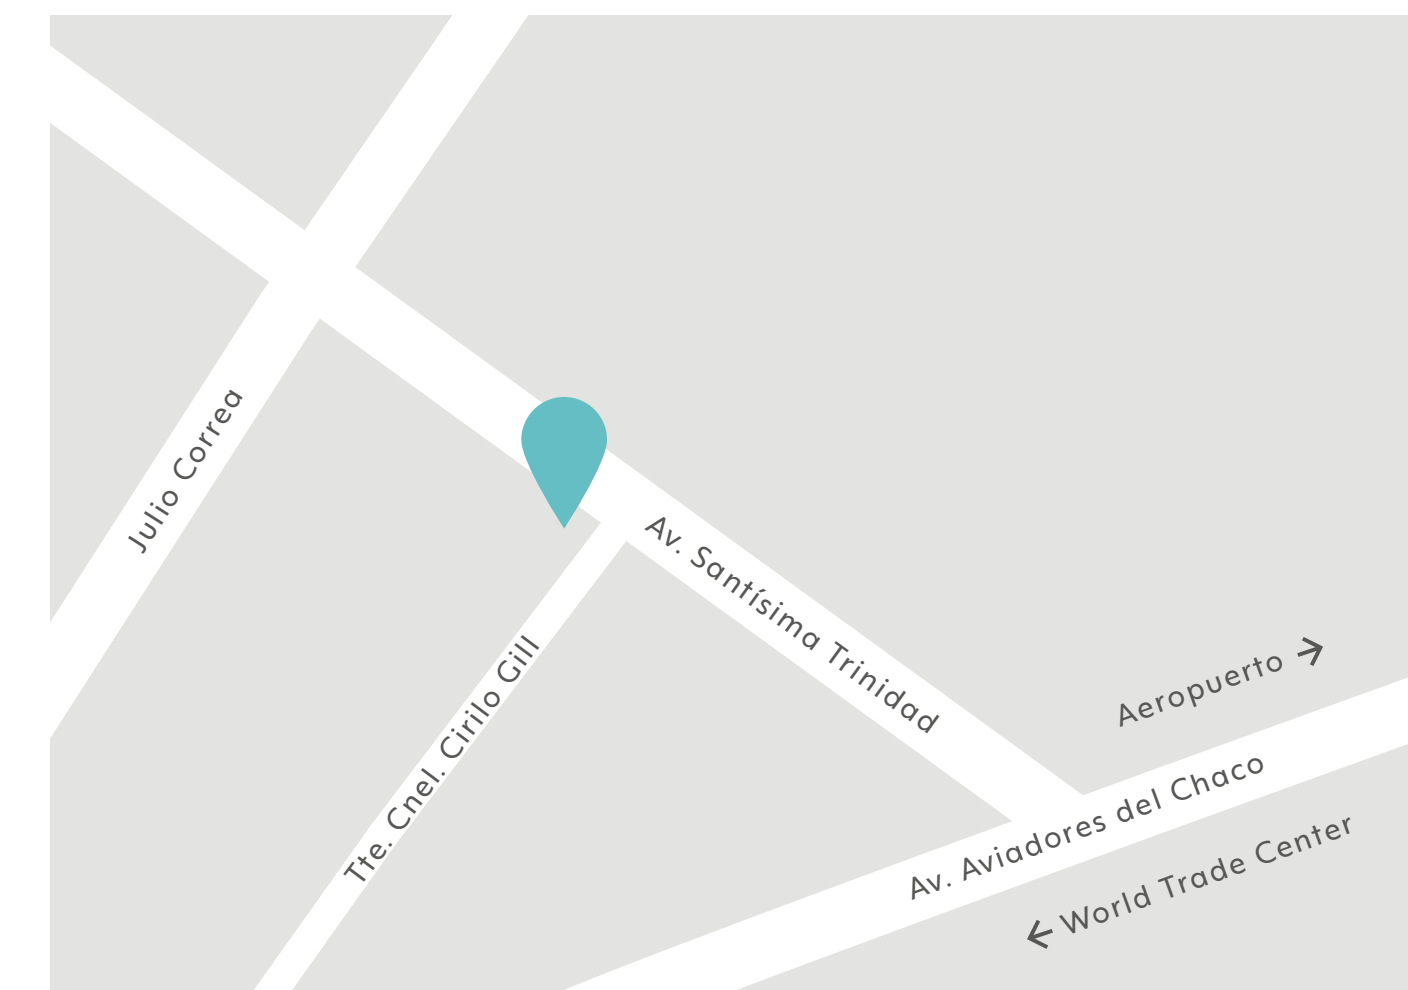 Julio Correa
Av. Santísima Trinidad
Tte. Cnel. Cirilo Gill
Aeropuerto →
Av. Aviadores del Chaco
← World Trade Center